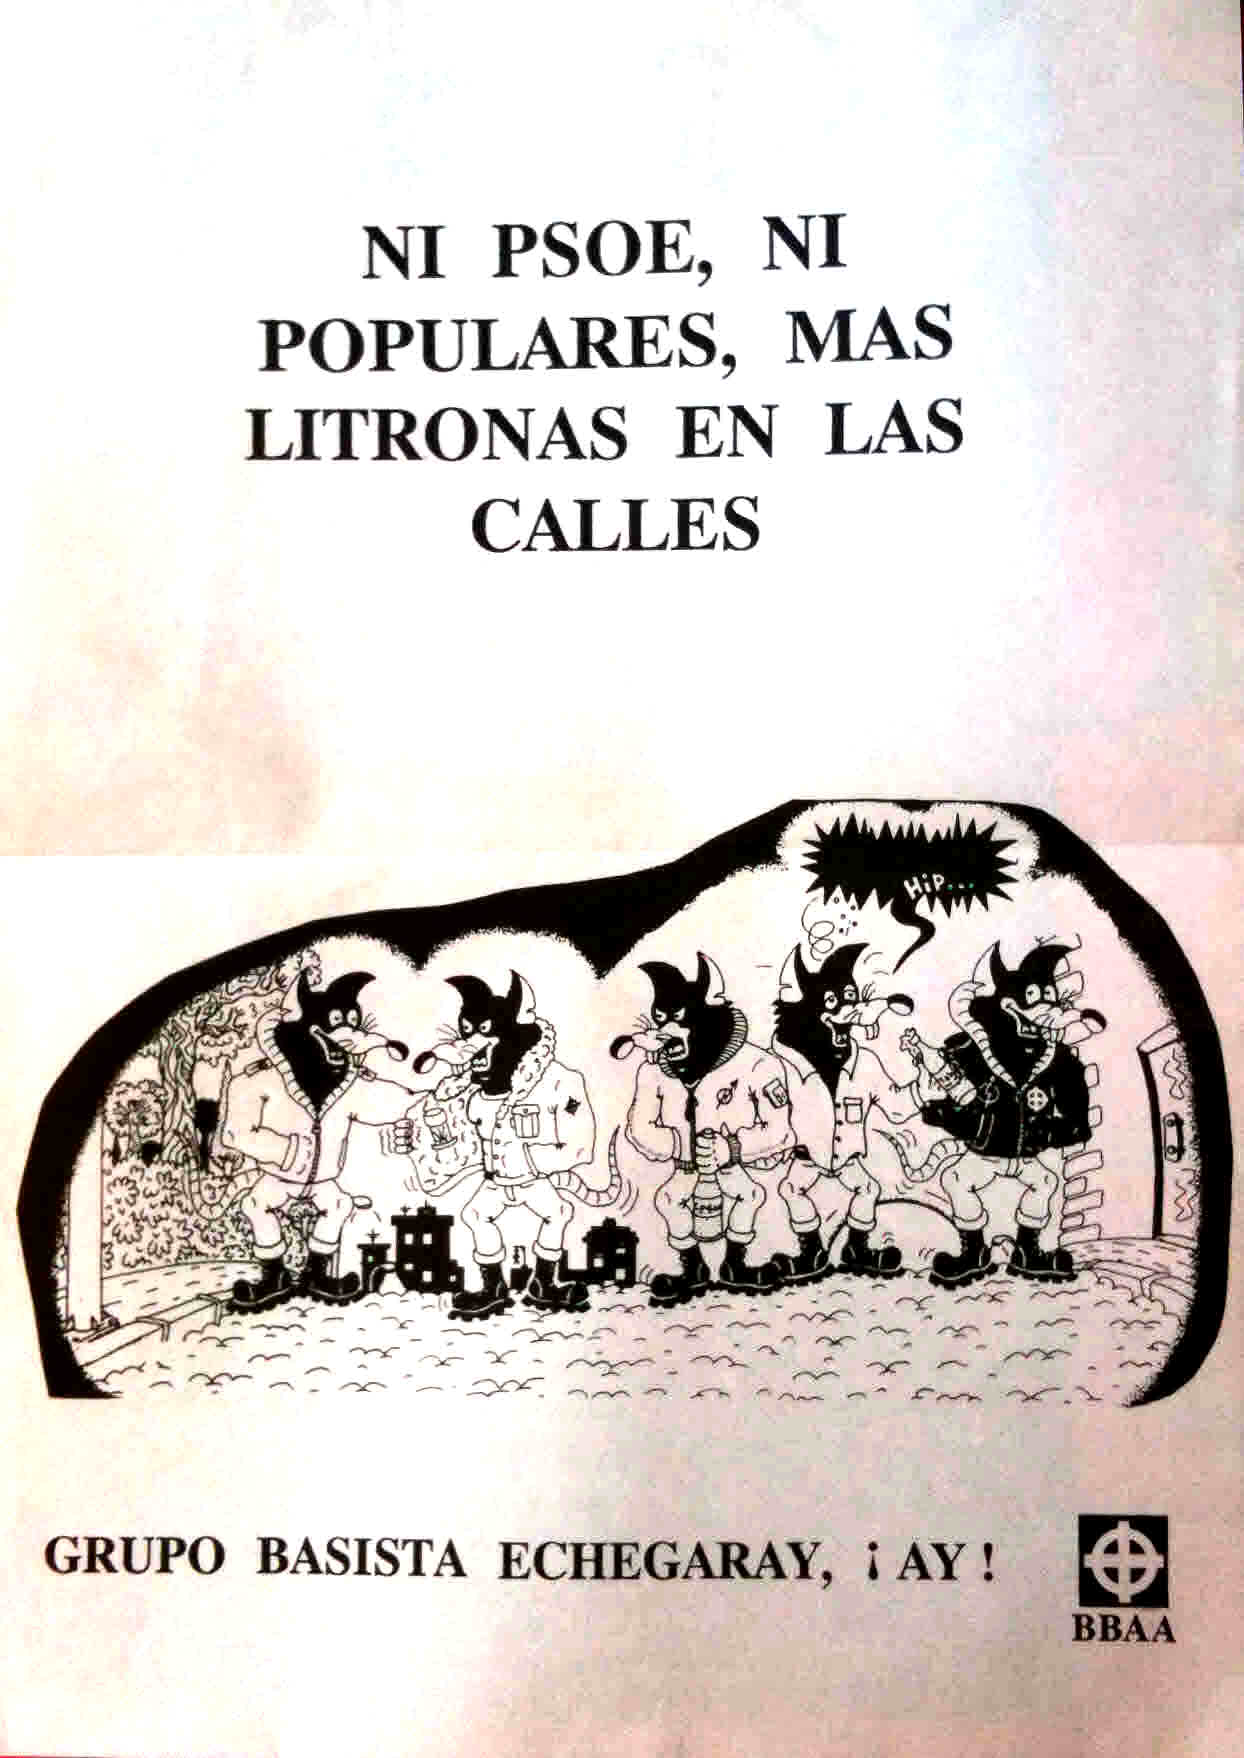 NI PSOE, NI
POPULARES, MAS
LITRONAS EN LAS
CALLES
HiP...
GRUPO BASISTA ECHEGARAY, ¡AY!
BBAA